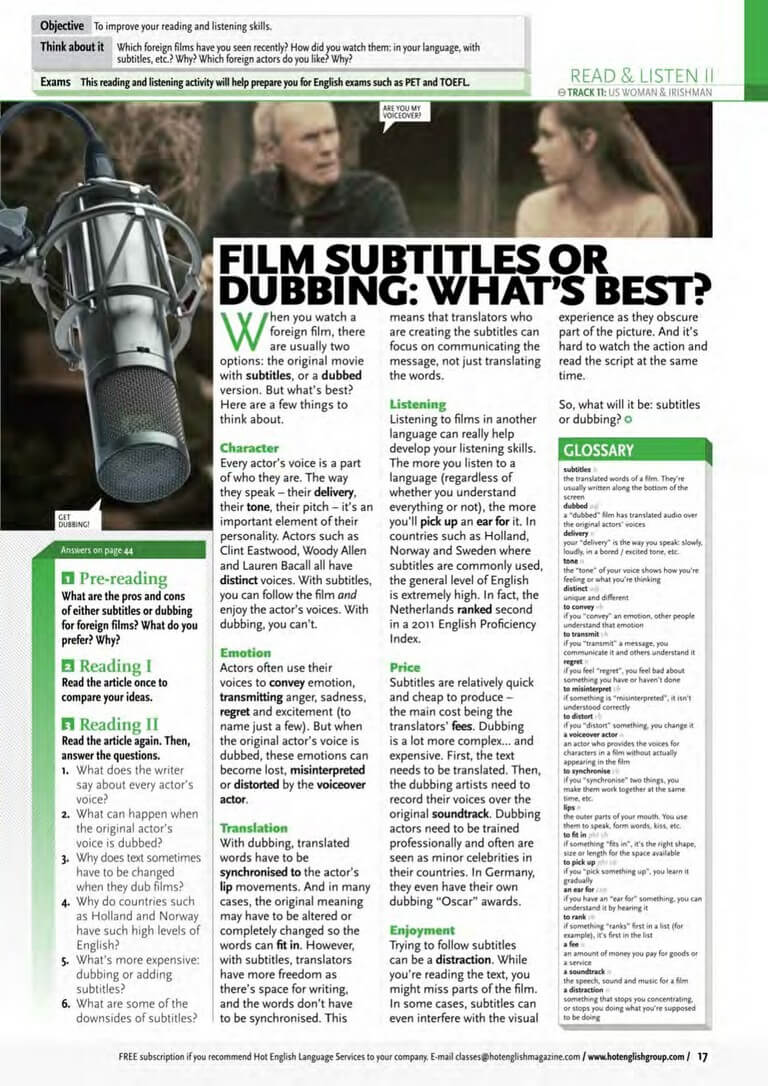 Objective To improve your reading and listening skills.
Think about it Which foreign films have you seen recently? How did you watch them: in your language, with
subtitles, etc.? Why? Which foreign actors do you like? Why?
Exams This reading and listening activity will help prepare you for English exams such as PET and TOEFL.
READ & LISTEN II
TRACK 11: US WOMAN & IRISHMAN
ARE YOU MY
VOICEOVER?
GET
DUBBING!
FILM SUBTITLES OR
DUBBING: WHAT'S BEST?
Answers on page 44
1 Pre-reading
What are the pros and cons
of either subtitles or dubbing
for foreign films? What do you
prefer? Why?
2 Reading I
Read the article once to
compare your ideas.
3 Reading II
Read the article again. Then,
answer the questions.
1. What does the writer
say about every actor's
voice?
2. What can happen when
the original actor's
voice is dubbed?
3. Why does text sometimes
have to be changed
when they dub films?
4. Why do countries such
as Holland and Norway
have such high levels of
English?
5. What's more expensive:
dubbing or adding
subtitles?
6. What are some of the
downsides of subtitles?
When you watch a
foreign film, there
are usually two
options: the original movie
with subtitles, or a dubbed
version. But what's best?
Here are a few things to
think about.
Character
Every actor's voice is a part
of who they are. The way
they speak – their delivery,
their tone, their pitch – it's an
important element of their
personality. Actors such as
Clint Eastwood, Woody Allen
and Lauren Bacall all have
distinct voices. With subtitles,
you can follow the film and
enjoy the actor's voices. With
dubbing, you can't.
Emotion
Actors often use their
voices to convey emotion,
transmitting anger, sadness,
regret and excitement (to
name just a few). But when
the original actor's voice is
dubbed, these emotions can
become lost, misinterpreted
or distorted by the voiceover
actor.
Translation
With dubbing, translated
words have to be
synchronised to the actor's
lip movements. And in many
cases, the original meaning
may have to be altered or
completely changed so the
words can fit in. However,
with subtitles, translators
have more freedom as
there's space for writing,
and the words don't have
to be synchronised. This
means that translators who
are creating the subtitles can
focus on communicating the
message, not just translating
the words.
Listening
Listening to films in another
language can really help
develop your listening skills.
The more you listen to a
language (regardless of
whether you understand
everything or not), the more
you'll pick up an ear for it. In
countries such as Holland,
Norway and Sweden where
subtitles are commonly used,
the general level of English
is extremely high. In fact, the
Netherlands ranked second
in a 2011 English Proficiency
Index.
Price
Subtitles are relatively quick
and cheap to produce –
the main cost being the
translators' fees. Dubbing
is a lot more complex... and
expensive. First, the text
needs to be translated. Then,
the dubbing artists need to
record their voices over the
original soundtrack. Dubbing
actors need to be trained
professionally and often are
seen as minor celebrities in
their countries. In Germany,
they even have their own
dubbing "Oscar" awards.
Enjoyment
Trying to follow subtitles
can be a distraction. While
you're reading the text, you
might miss parts of the film.
In some cases, subtitles can
even interfere with the visual
experience as they obscure
part of the picture. And it's
hard to watch the action and
read the script at the same
time.
So, what will it be: subtitles
or dubbing?
GLOSSARY
subtitles n
the translated words of a film. They're
usually written along the bottom of the
screen
dubbed adj
a "dubbed" film has translated audio over
the original actors' voices
delivery n
your "delivery" is the way you speak: slowly,
loudly, in a bored / excited tone, etc.
tone n
the "tone" of your voice shows how you're
feeling or what you're thinking
distinct adj
unique and different
to convey vb
if you "convey" an emotion, other people
understand that emotion
to transmit vb
if you "transmit" a message, you
communicate it and others understand it
regret n
if you feel "regret", you feel bad about
something you have or haven't done
to misinterpret vb
if something is "misinterpreted", it isn't
understood correctly
to distort vb
if you "distort" something, you change it
a voiceover actor n
an actor who provides the voices for
characters in a film without actually
appearing in the film
to synchronise vb
if you "synchronise" two things, you
make them work together at the same
time, etc.
lips n
the outer parts of your mouth. You use
them to speak, form words, kiss, etc.
to fit in phr vb
if something "fits in", it's the right shape,
size or length for the space available
to pick up phr vb
if you "pick something up", you learn it
gradually
an ear for exp
if you have an "ear for" something, you can
understand it by hearing it
to rank vb
if something "ranks" first in a list (for
example), it's first in the list
a fee n
an amount of money you pay for goods or
a service
a soundtrack n
the speech, sound and music for a film
a distraction n
something that stops you concentrating,
or stops you doing what you're supposed
to be doing
FREE subscription if you recommend Hot English Language Services to your company. E-mail classes@hotenglishmagazine.com / www.hotenglishgroup.com / 17